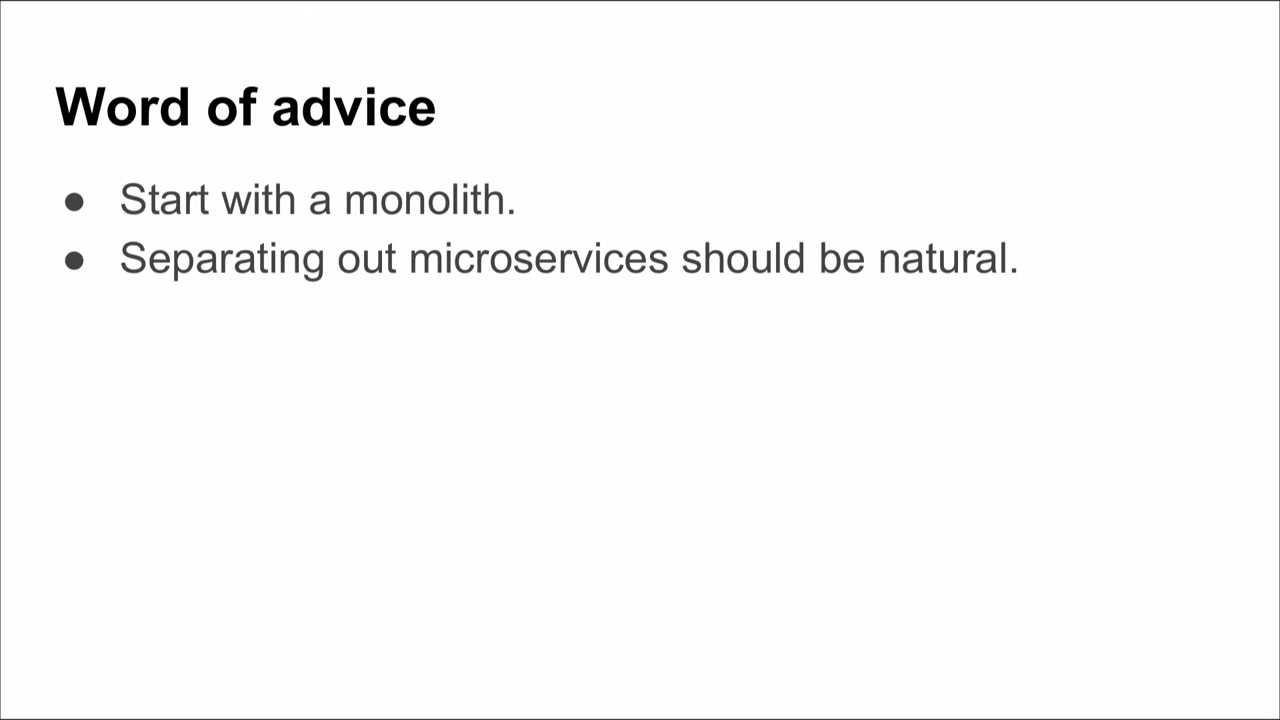 Word of advice
● Start with a monolith.
● Separating out microservices should be natural.